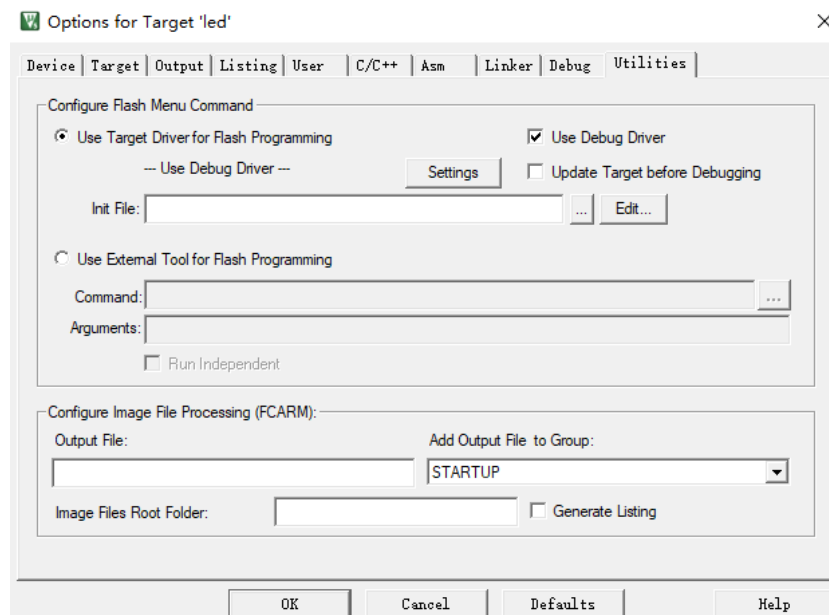 Options for Target 'led'
Device Target Output Listing User C/C++ Asm Linker Debug Utilities
Configure Flash Menu Command
Use Target Driver for Flash Programming Use Debug Driver
--- Use Debug Driver --- Settings Update Target before Debugging
Init File: ... Edit...
Use External Tool for Flash Programming
Command: ...
Arguments:
Run Independent
Configure Image File Processing (FCARM):
Output File: Add Output File to Group:
STARTUP
Image Files Root Folder: Generate Listing
OK Cancel Defaults Help